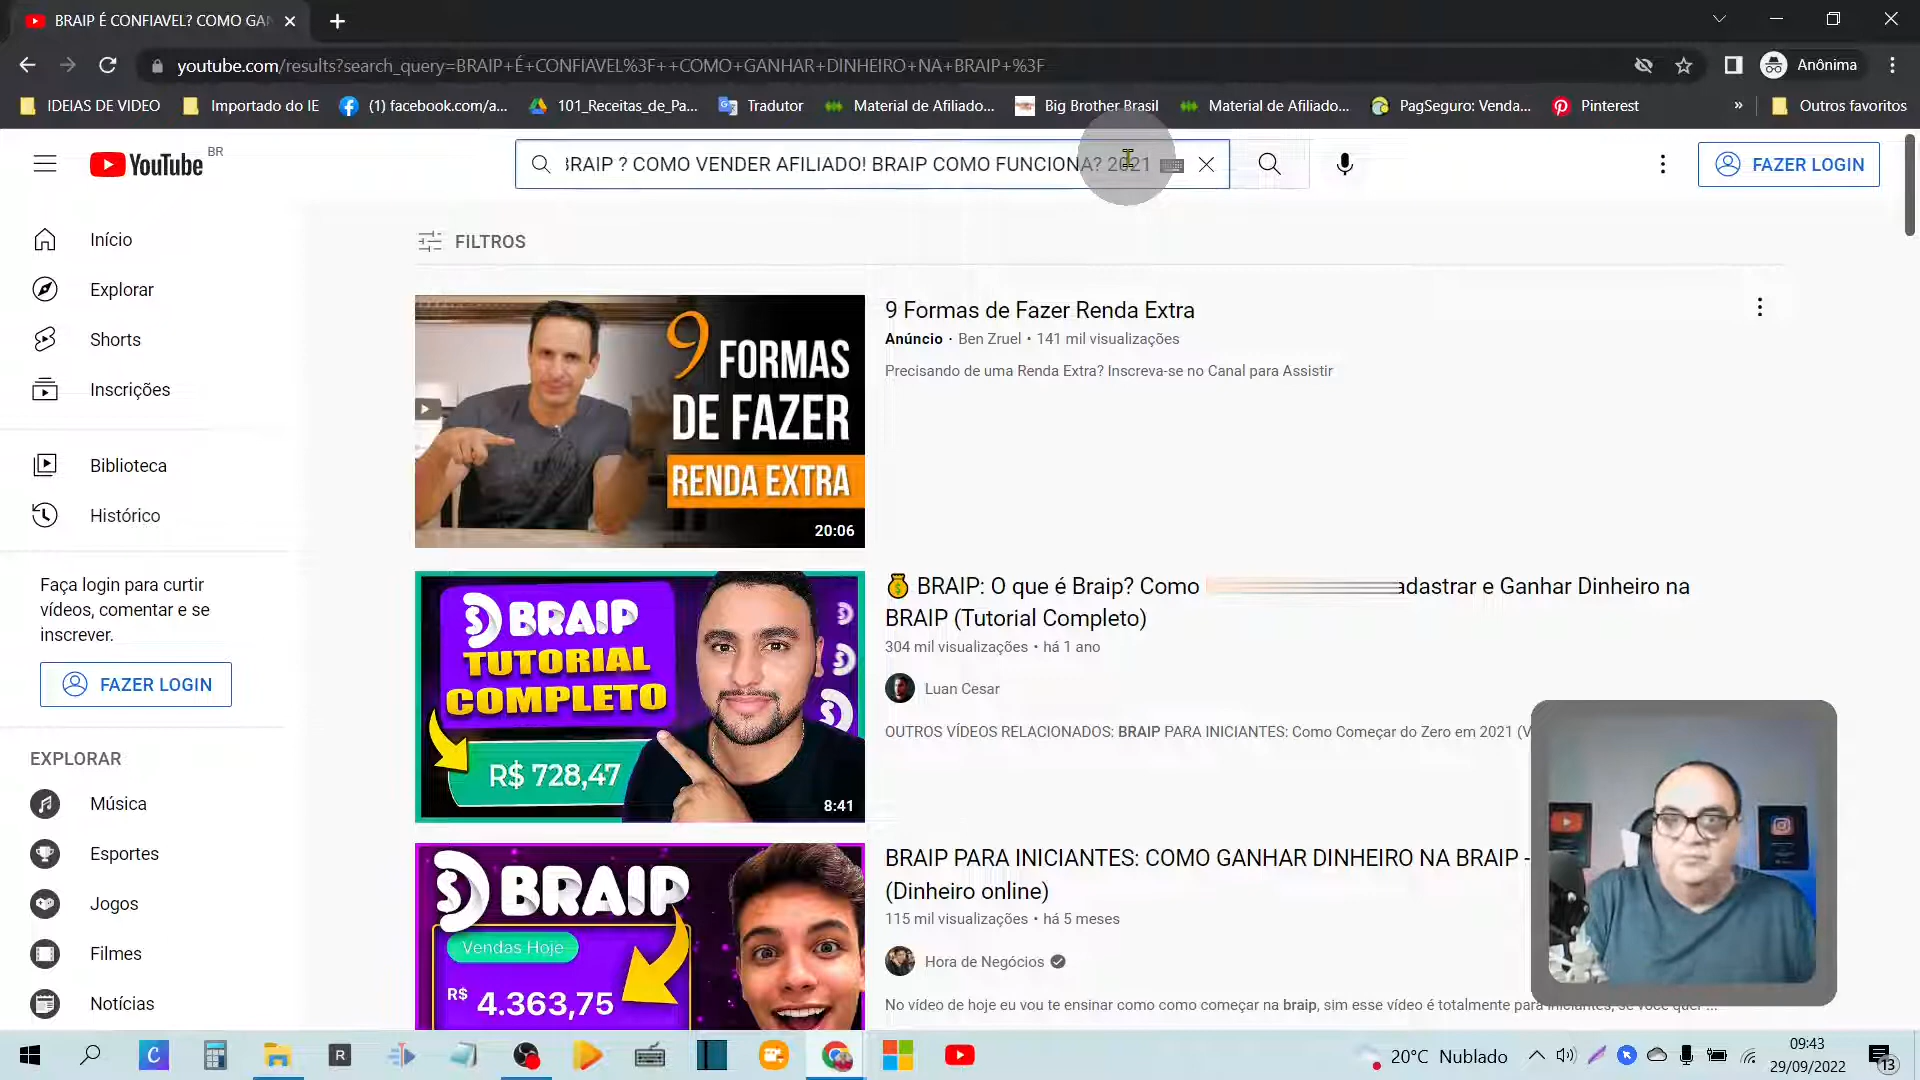 BRAIP É CONFIAVEL? COMO GAN
youtube.com/results?search_query=BRAIP+É+CONFIAVEL%3F++COMO+GANHAR+DINHEIRO+NA+BRAIP+%3F
Anônima
IDEIAS DE VIDEO
Importado do IE
(1) facebook.com/a...
101_Receitas_de_Pa...
Tradutor
Material de Afiliado...
Big Brother Brasil
Material de Afiliado...
PagSeguro: Venda...
Pinterest
»
Outros favoritos
YouTube BR
BRAIP ? COMO VENDER AFILIADO! BRAIP COMO FUNCIONA? 2021
FAZER LOGIN
Início
Explorar
Shorts
Inscrições
Biblioteca
Histórico
Faça login para curtir
vídeos, comentar e se
inscrever.
FAZER LOGIN
EXPLORAR
Música
Esportes
Jogos
Filmes
Notícias
FILTROS
9 FORMAS
DE FAZER
RENDA EXTRA
20:06
9 Formas de Fazer Renda Extra
Anúncio · Ben Zruel • 141 mil visualizações
Precisando de uma Renda Extra? Inscreva-se no Canal para Assistir
BRAIP
TUTORIAL
COMPLETO
R$ 728,47
8:41
💰 BRAIP: O que é Braip? Como adastrar e Ganhar Dinheiro na
BRAIP (Tutorial Completo)
304 mil visualizações • há 1 ano
Luan Cesar
OUTROS VÍDEOS RELACIONADOS: BRAIP PARA INICIANTES: Como Começar do Zero em 2021 (V
BRAIP
Vendas Hoje
R$ 4.363,75
BRAIP PARA INICIANTES: COMO GANHAR DINHEIRO NA BRAIP -
(Dinheiro online)
115 mil visualizações • há 5 meses
Hora de Negócios
No vídeo de hoje eu vou te ensinar como como começar na braip, sim esse vídeo é totalmente para iniciantes, se você quer ...
20°C Nublado
09:43
29/09/2022
13